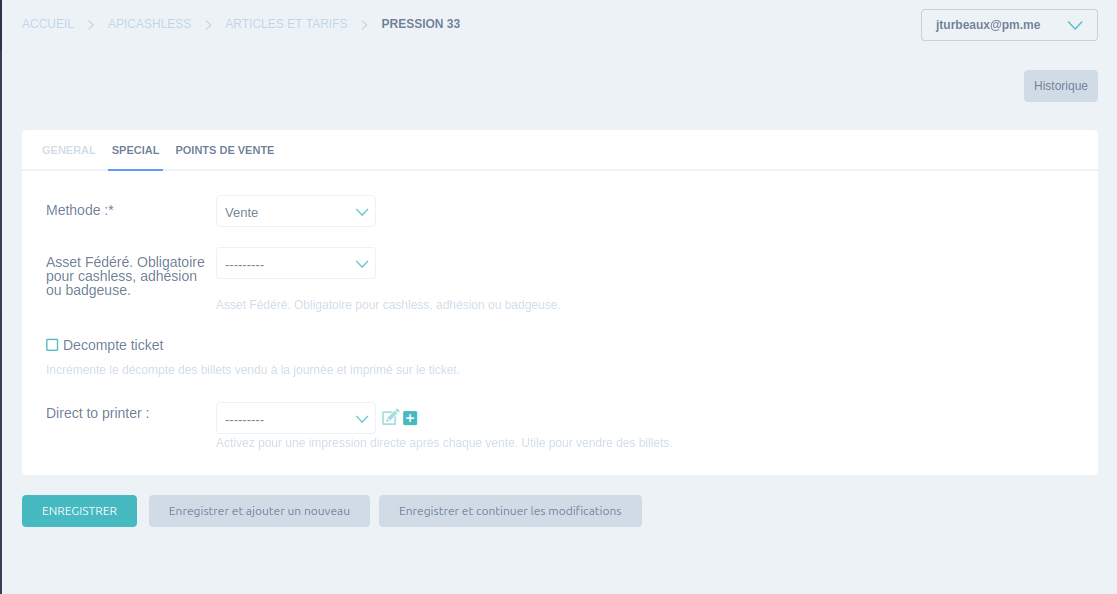 ACCUEIL > APICASHLESS > ARTICLES ET TARIFS > PRESSION 33
jturbeaux@pm.me
Historique
GENERAL SPECIAL POINTS DE VENTE
Methode :* Vente
Asset Fédéré. Obligatoire
pour cashless, adhésion
ou badgeuse.
---------
Asset Fédéré. Obligatoire pour cashless, adhésion ou badgeuse.
Decompte ticket
Incrémente le décompte des billets vendu à la journée et imprimé sur le ticket.
Direct to printer : ---------
Activez pour une impression directe après chaque vente. Utile pour vendre des billets.
ENREGISTRER Enregistrer et ajouter un nouveau Enregistrer et continuer les modifications